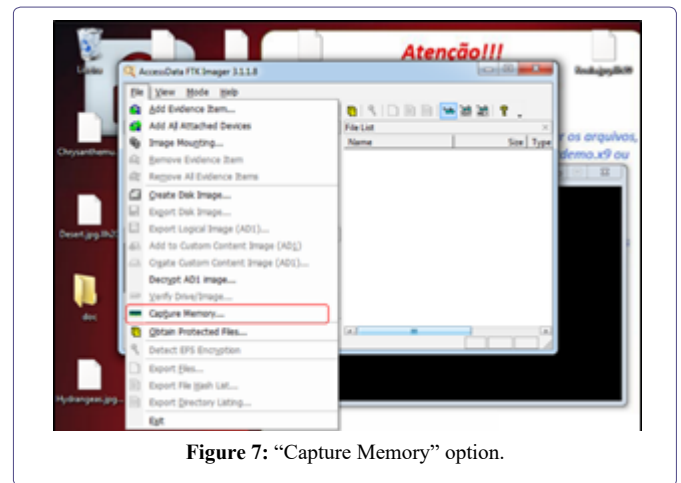 Atenção!!!
AccessData FTK Imager 3.1.1.8
File View Mode Help
Add Evidence Item...
Add All Attached Devices
Image Mounting...
Remove Evidence Item
Remove All Evidence Items
Create Disk Image...
Export Disk Image...
Export Logical Image (AD1)...
Add to Custom Content Image (AD1)
Create Custom Content Image (AD1)...
Decrypt AD1 image...
Verify Drive/Image...
Capture Memory...
Obtain Protected Files...
Detect EFS Encryption
Export Files...
Export File Hash List...
Export Directory Listing...
Exit
File List
Name Size Type
os arquivos,
demo.x9 ou
doc
Hydrangeas.jpg...
Figure 7: “Capture Memory” option.